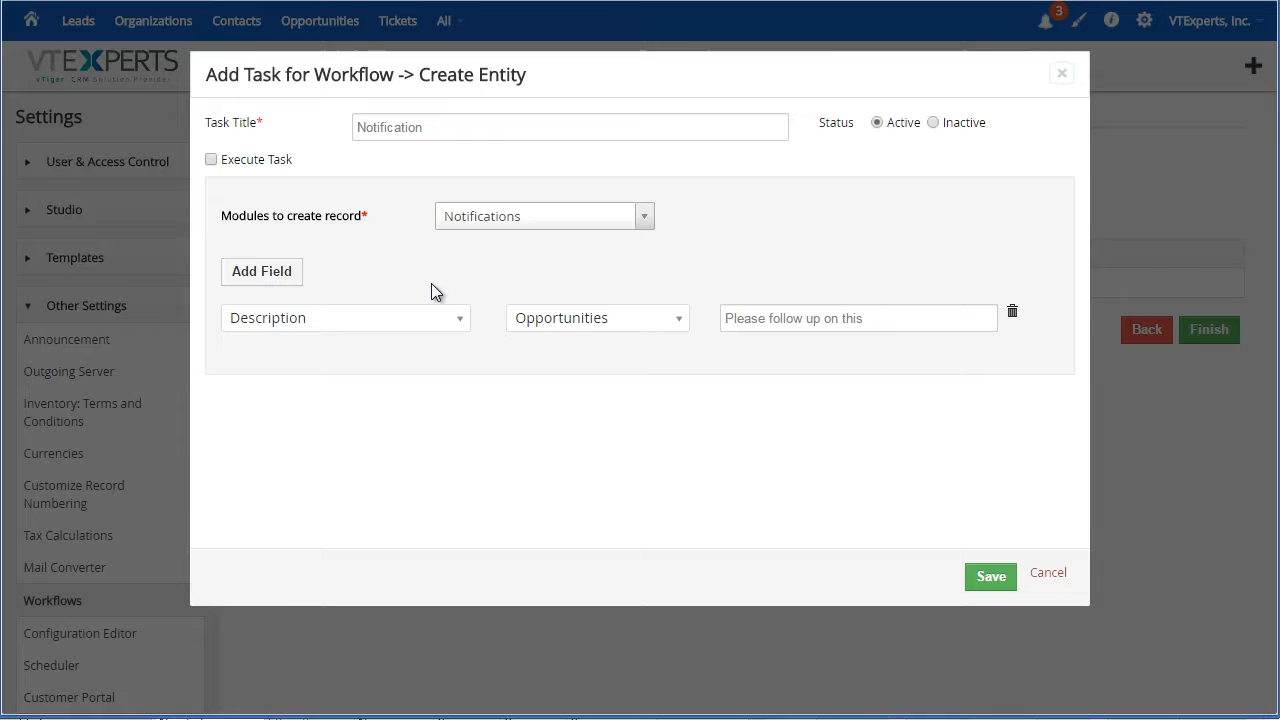 Leads Organizations Contacts Opportunities Tickets All 3 VTExperts, Inc.
VTEXPERTS
vTiger CRM Solution Provider
Add Task for Workflow -> Create Entity
Settings
Task Title* Notification Status Active Inactive
Execute Task
User & Access Control
Studio
Templates
Other Settings
Announcement
Outgoing Server
Inventory: Terms and
Conditions
Currencies
Customize Record
Numbering
Tax Calculations
Mail Converter
Workflows
Configuration Editor
Scheduler
Customer Portal
Modules to create record* Notifications
Add Field
Description Opportunities Please follow up on this
Back Finish
Save Cancel